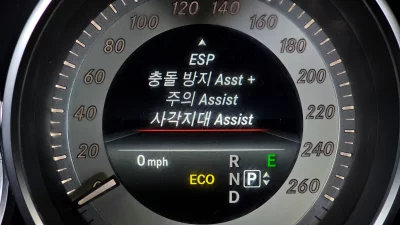 120 140
100 160
80 180
60 200
40 220
20 240
260
ESP
충돌 방지 Asst +
주의 Assist
사각지대 Assist
0 mph
R E
ECO N P
D